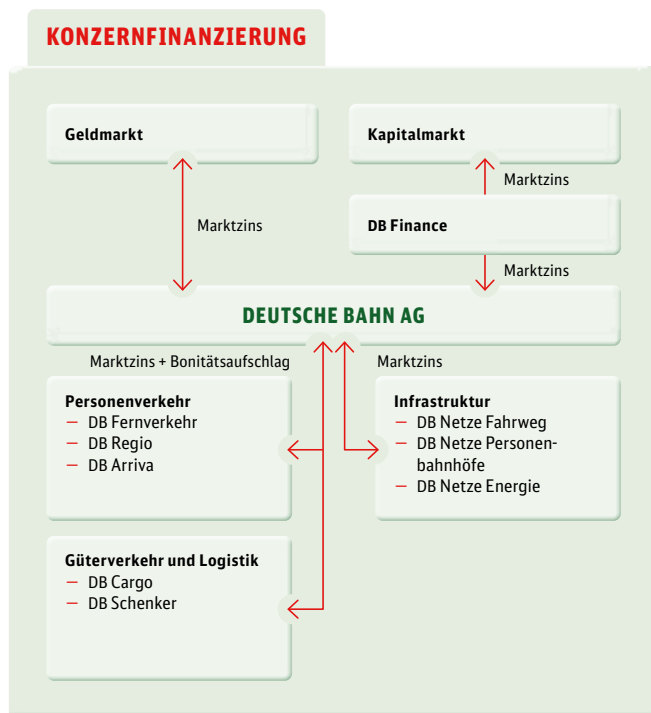 KONZERNFINANZIERUNG
Geldmarkt
Kapitalmarkt
Marktzins
Marktzins
DB Finance
Marktzins
DEUTSCHE BAHN AG
Marktzins + Bonitätsaufschlag
Marktzins
Personenverkehr
– DB Fernverkehr
– DB Regio
– DB Arriva
Infrastruktur
– DB Netze Fahrweg
– DB Netze Personen-
bahnhöfe
– DB Netze Energie
Güterverkehr und Logistik
– DB Cargo
– DB Schenker